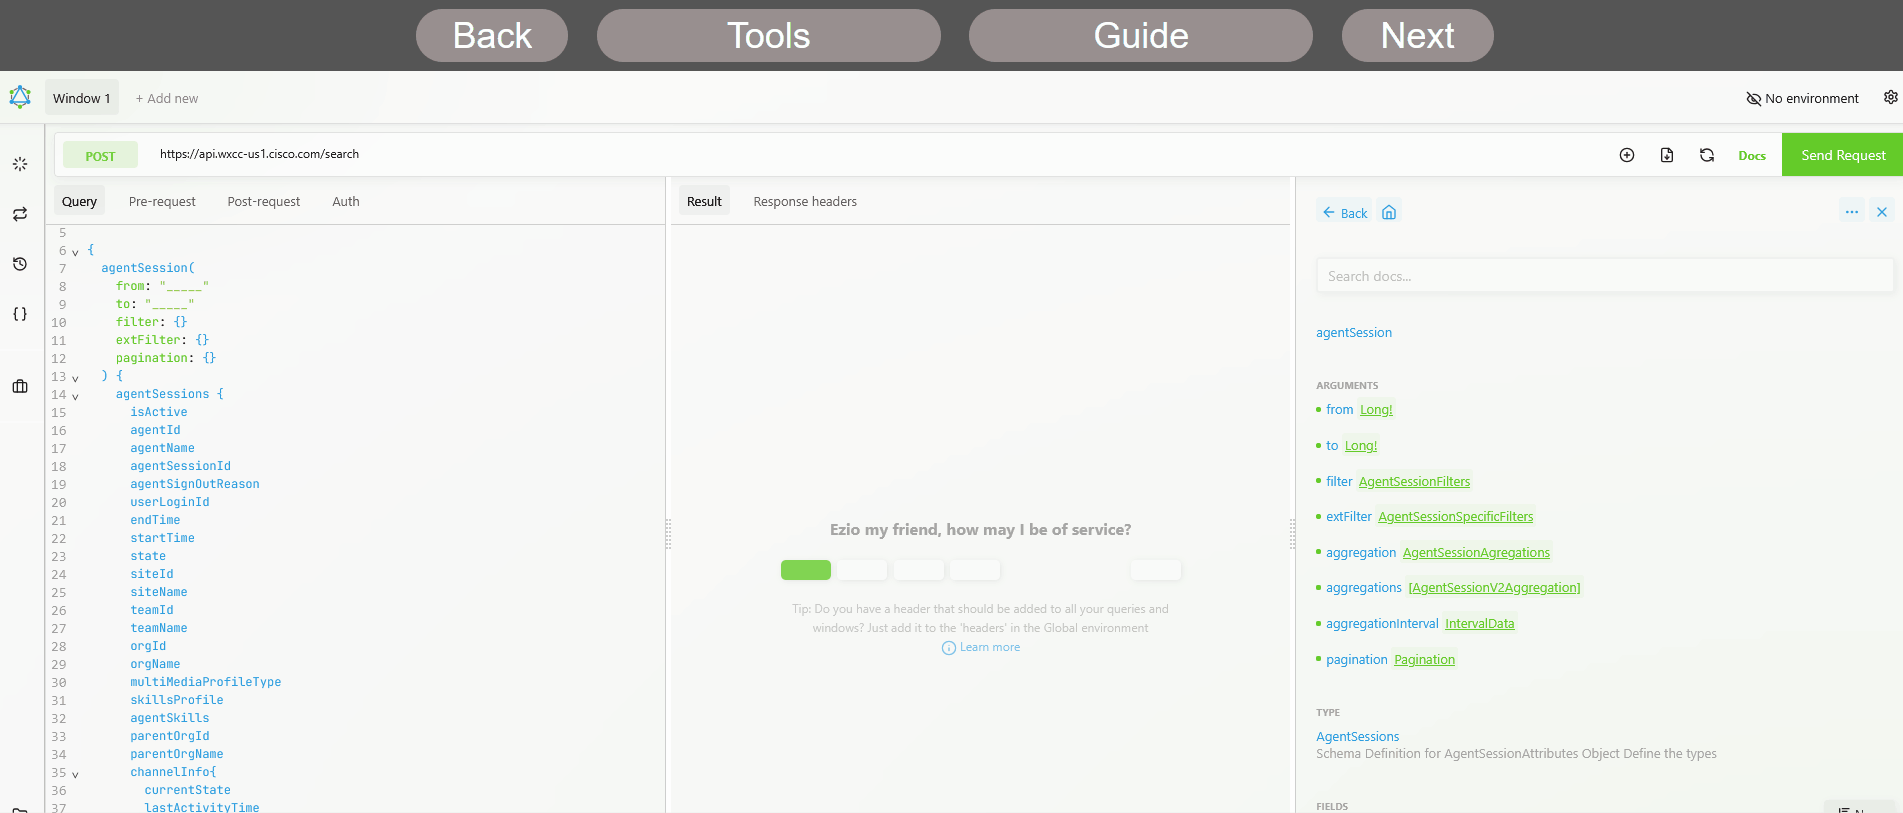 Back Tools Guide Next
Window 1 + Add new No environment
POST https://api.wxcc-us1.cisco.com/search Docs Send Request
Query Pre-request Post-request Auth
5
6 {
7 agentSession(
8 from: "_____"
9 to: "_____"
10 filter: {}
11 extFilter: {}
12 pagination: {}
13 ) {
14 agentSessions {
15 isActive
16 agentId
17 agentName
18 agentSessionId
19 agentSignOutReason
20 userLoginId
21 endTime
22 startTime
23 state
24 siteId
25 siteName
26 teamId
27 teamName
28 orgId
29 orgName
30 multiMediaProfileType
31 skillsProfile
32 agentSkills
33 parentOrgId
34 parentOrgName
35 channelInfo{
36 currentState
37 lastActivityTime
Result Response headers
Ezio my friend, how may I be of service?
Tip: Do you have a header that should be added to all your queries and
windows? Just add it to the 'headers' in the Global environment
Learn more
Back
Search docs...
agentSession
ARGUMENTS
from Long!
to Long!
filter AgentSessionFilters
extFilter AgentSessionSpecificFilters
aggregation AgentSessionAgregations
aggregations [AgentSessionV2Aggregation]
aggregationInterval IntervalData
pagination Pagination
TYPE
AgentSessions
Schema Definition for AgentSessionAttributes Object Define the types
FIELDS